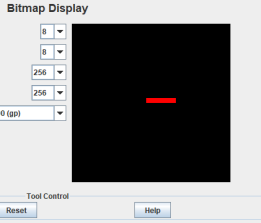 Bitmap Display
8
8
256
256
0 (gp)
Tool Control
Reset
Help